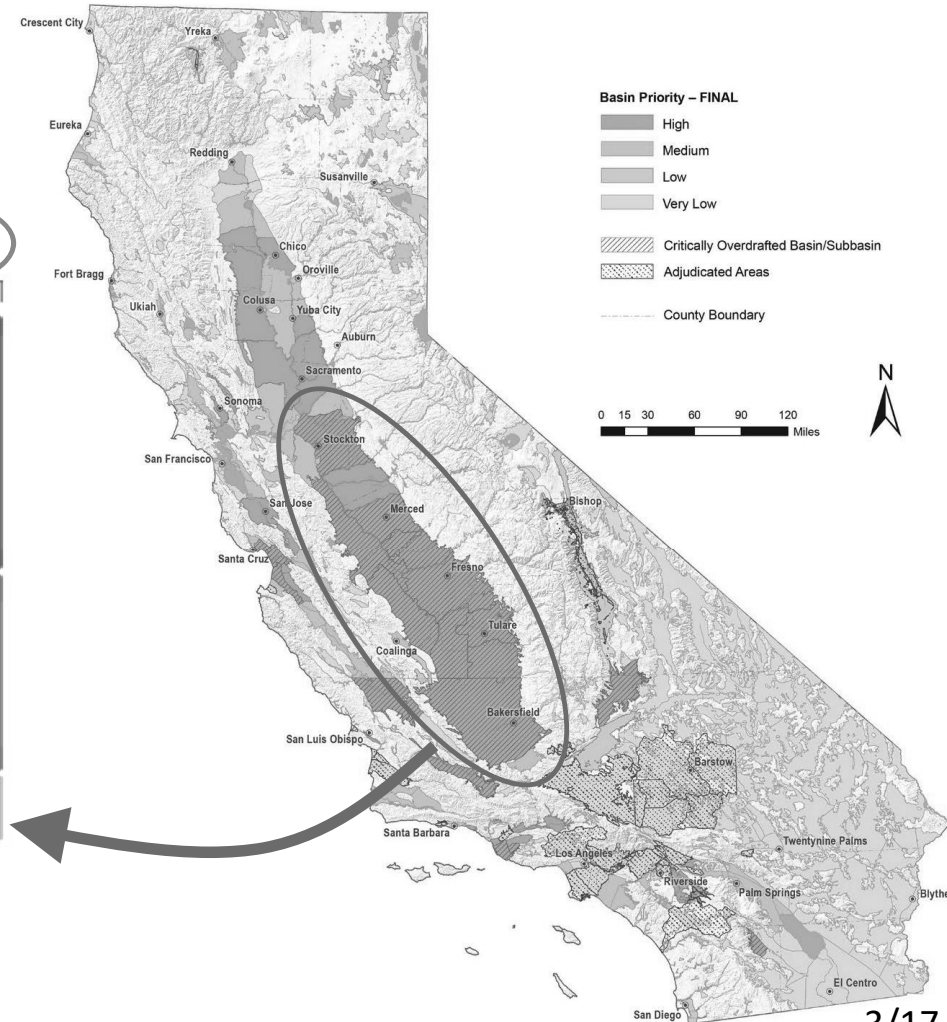 Crescent City
Yreka
Eureka
Redding
Susanville
Fort Bragg
Chico
Oroville
Ukiah
Colusa
Yuba City
Auburn
Sacramento
Sonoma
Stockton
San Francisco
San Jose
Merced
Bishop
Santa Cruz
Fresno
Tulare
Coalinga
Bakersfield
San Luis Obispo
Barstow
Santa Barbara
Los Angeles
Twentynine Palms
Riverside
Palm Springs
Blythe
El Centro
San Diego
Basin Priority – FINAL
High
Medium
Low
Very Low
Critically Overdrafted Basin/Subbasin
Adjudicated Areas
County Boundary
N
0 15 30 60 90 120
Miles
3/17